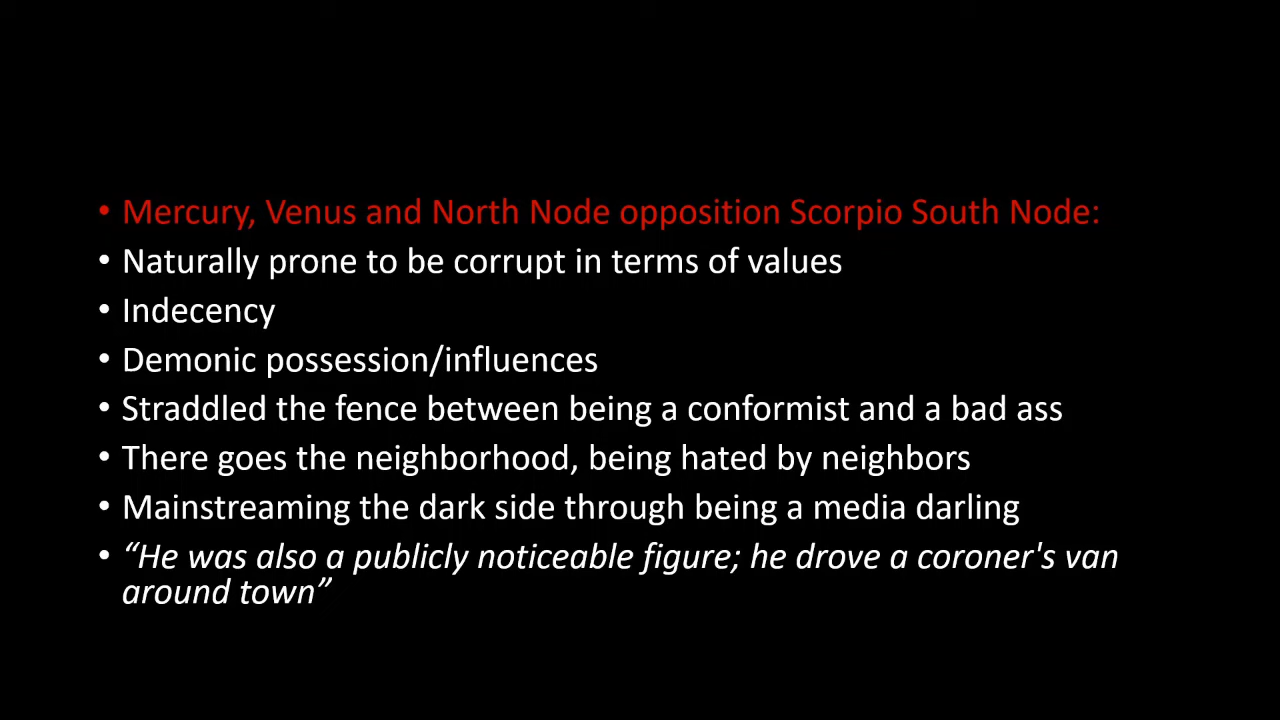 • Mercury, Venus and North Node opposition Scorpio South Node:
• Naturally prone to be corrupt in terms of values
• Indecency
• Demonic possession/influences
• Straddled the fence between being a conformist and a bad ass
• There goes the neighborhood, being hated by neighbors
• Mainstreaming the dark side through being a media darling
• “He was also a publicly noticeable figure; he drove a coroner's van
around town”